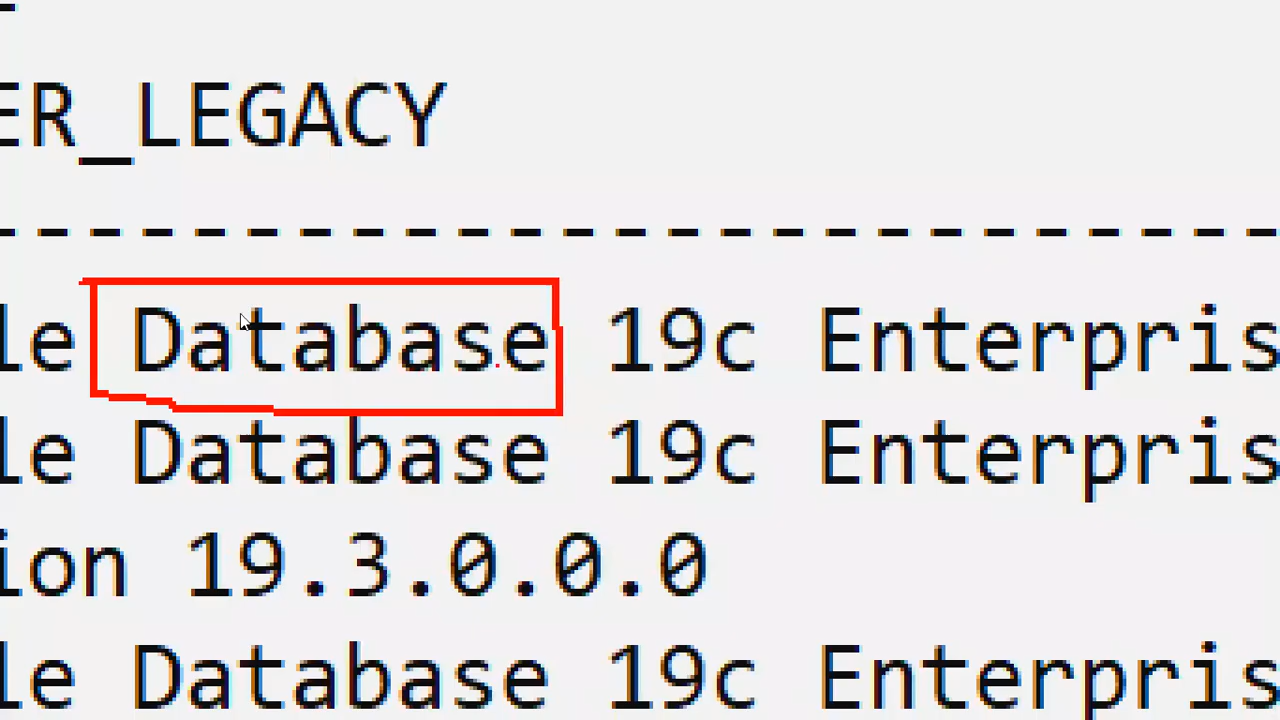 ER_LEGACY
--------------------------
le Database 19c Enterpris
le Database 19c Enterpris
ion 19.3.0.0.0
le Database 19c Enterpris